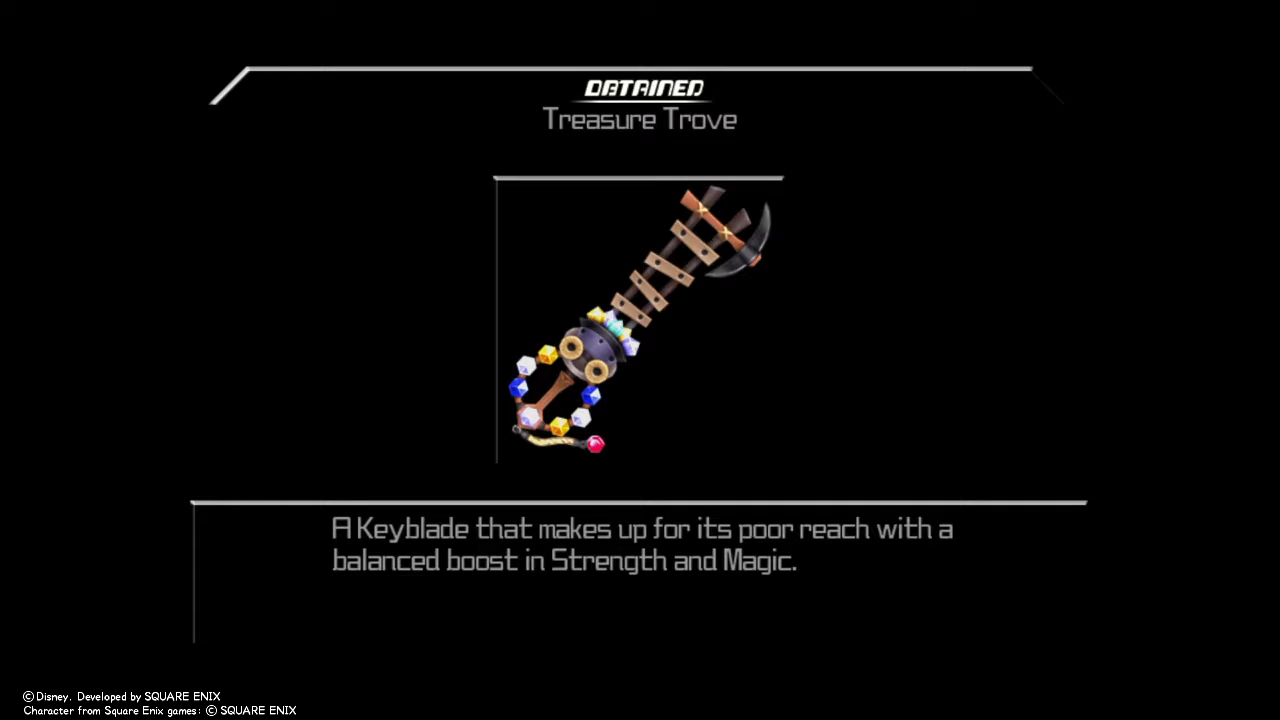 OBTAINED
Treasure Trove
A Keyblade that makes up for its poor reach with a
balanced boost in Strength and Magic.
© Disney. Developed by SQUARE ENIX
Character from Square Enix games: © SQUARE ENIX